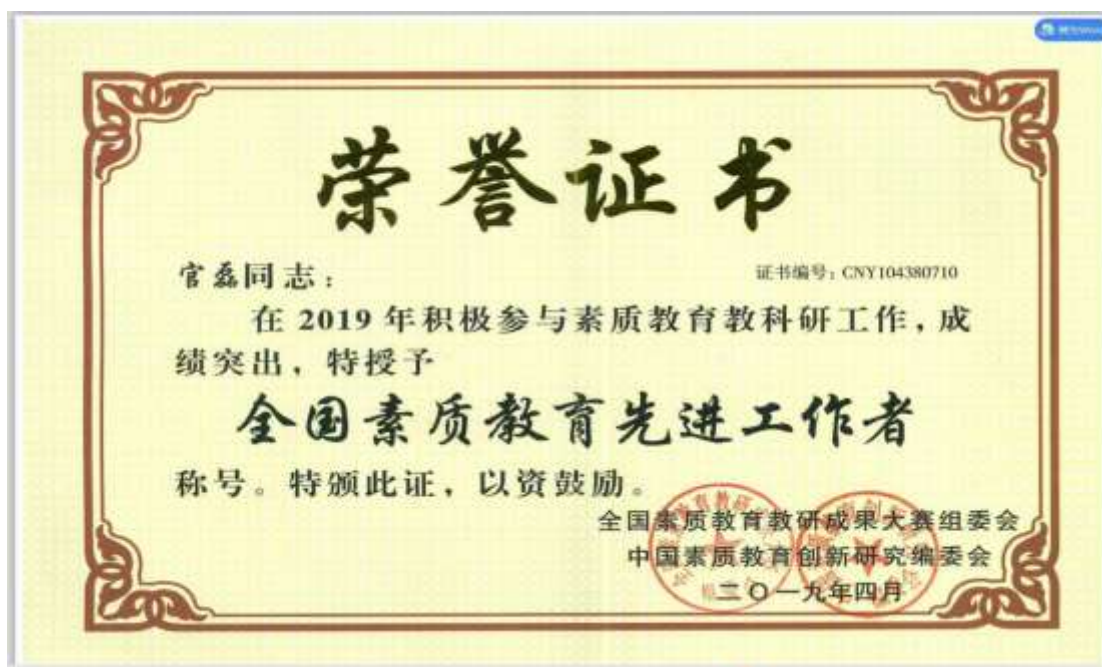 荣誉证书
官磊同志：
证书编号：CNY104380710
在 2019 年积极参与素质教育教科研工作，成
绩突出，特授予
全国素质教育先进工作者
称号。特颁此证，以资鼓励。
全国素质教育教研成果大赛组委会
中国素质教育创新研究编委会
二〇一九年四月